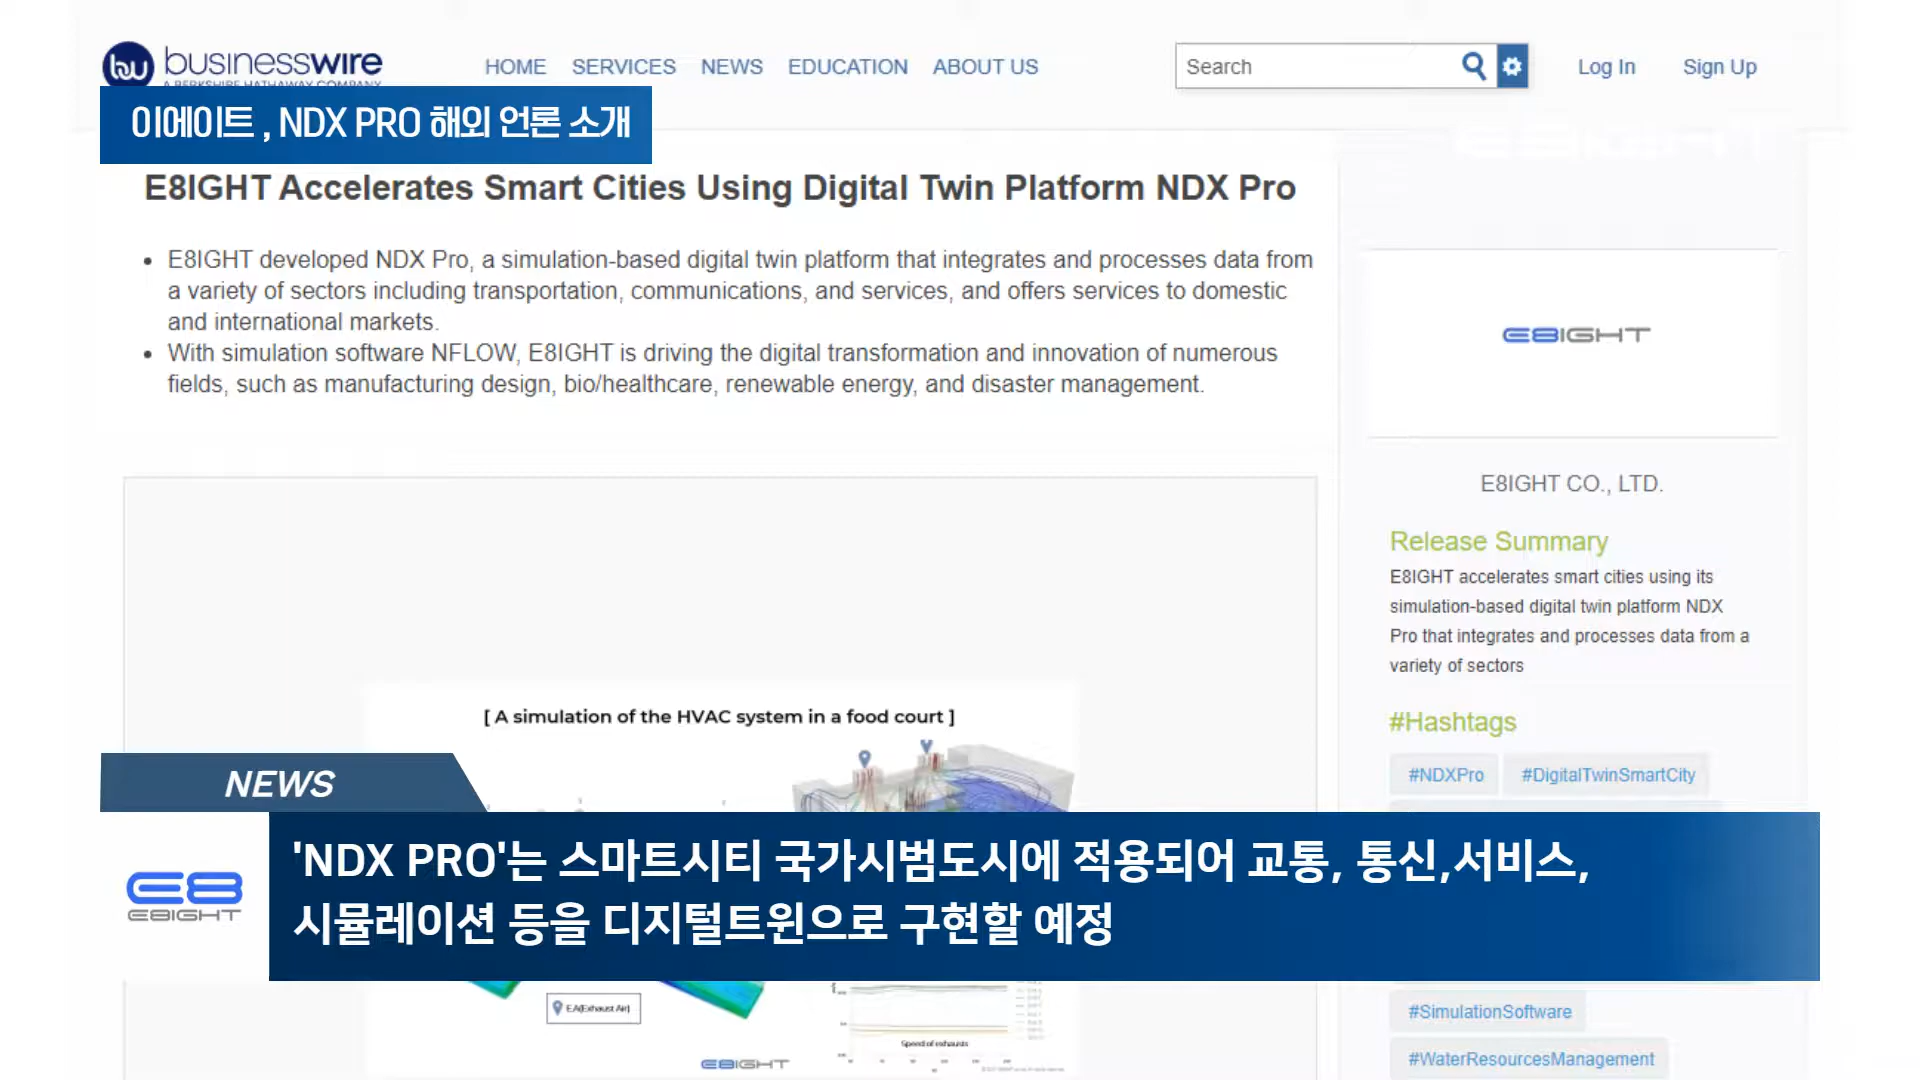 businesswire
A BERKSHIRE HATHAWAY COMPANY
HOME SERVICES NEWS EDUCATION ABOUT US
Search
Log In Sign Up
이에이트 , NDX PRO 해외 언론 소개
E8IGHT
E8IGHT Accelerates Smart Cities Using Digital Twin Platform NDX Pro
• E8IGHT developed NDX Pro, a simulation-based digital twin platform that integrates and processes data from
a variety of sectors including transportation, communications, and services, and offers services to domestic
and international markets.
• With simulation software NFLOW, E8IGHT is driving the digital transformation and innovation of numerous
fields, such as manufacturing design, bio/healthcare, renewable energy, and disaster management.
E8IGHT
E8IGHT CO., LTD.
Release Summary
E8IGHT accelerates smart cities using its
simulation-based digital twin platform NDX
Pro that integrates and processes data from a
variety of sectors
#Hashtags
#NDXPro #DigitalTwinSmartCity
[ A simulation of the HVAC system in a food court ]
NEWS
E8
E8IGHT
'NDX PRO'는 스마트시티 국가시범도시에 적용되어 교통, 통신,서비스,
시뮬레이션 등을 디지털트윈으로 구현할 예정
EA(Exhaust Air)
Speed of exhausts
E8IGHT
#SimulationSoftware
#WaterResourcesManagement